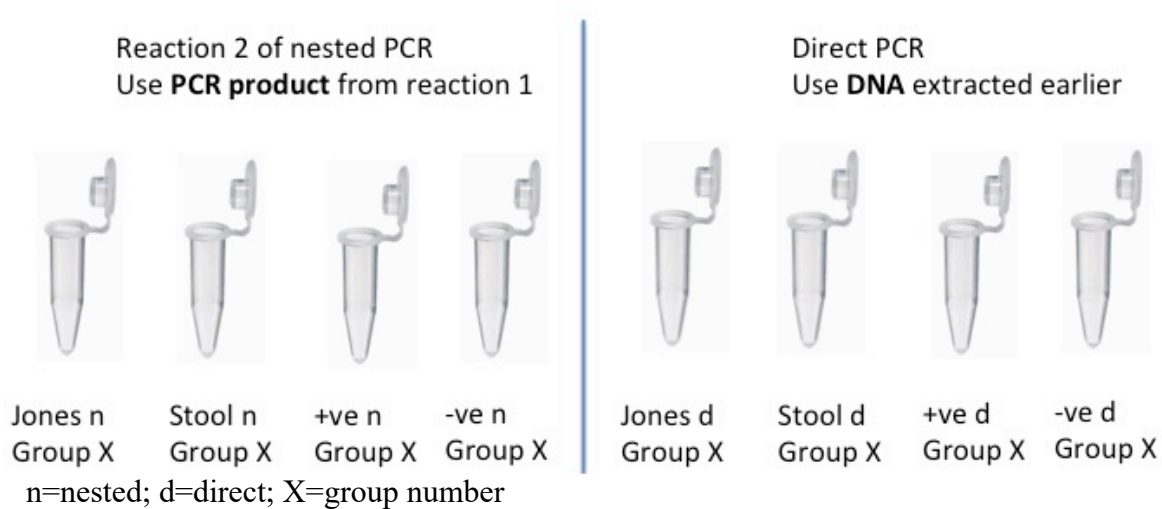 Reaction 2 of nested PCR
Use PCR product from reaction 1
Jones n
Group X
Stool n
Group X
+ve n
Group X
-ve n
Group X
Direct PCR
Use DNA extracted earlier
Jones d
Group X
Stool d
Group X
+ve d
Group X
-ve d
Group X
n=nested; d=direct; X=group number